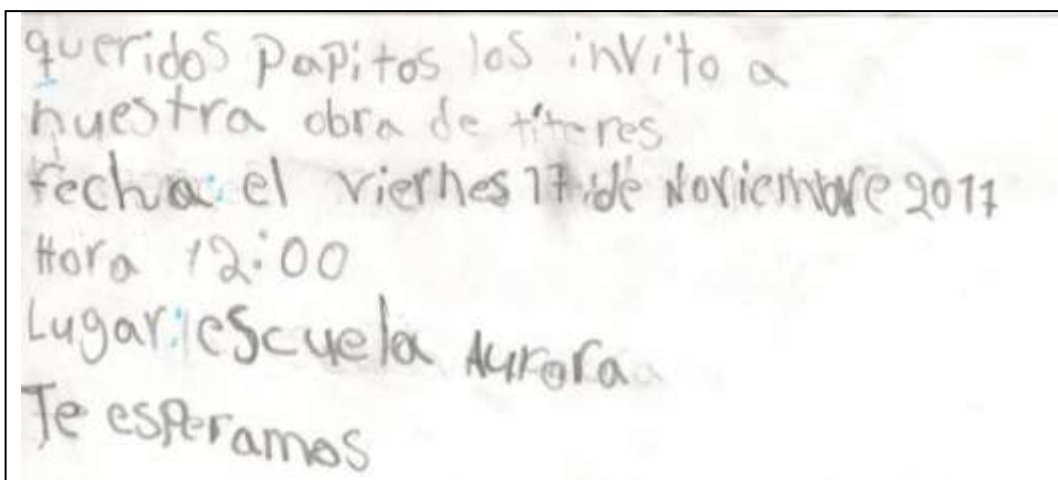 queridos papitos los invito a
nuestra obra de títeres
fecha: el viernes 17 de Noviembre 2017
Hora 12:00
Lugar: escuela Aurora
Te esperamos